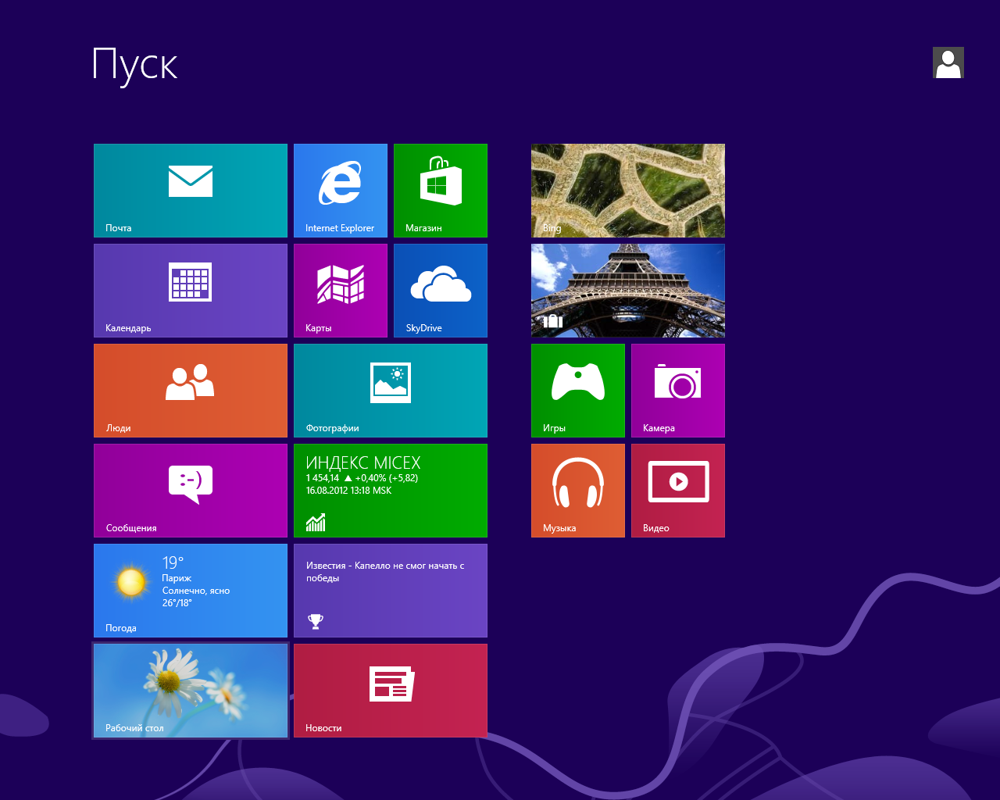 Пуск
Почта
Internet Explorer
Магазин
Bing
Календарь
Карты
SkyDrive
Люди
Фотографии
Игры
Камера
Сообщения
ИНДЕКС MICEX
1 454,14 ▲ +0,40% (+5,82)
16.08.2012 13:18 MSK
Музыка
Видео
19°
Париж
Солнечно, ясно
26°/18°
Погода
Известия - Капелло не смог начать с
победы
Рабочий стол
Новости